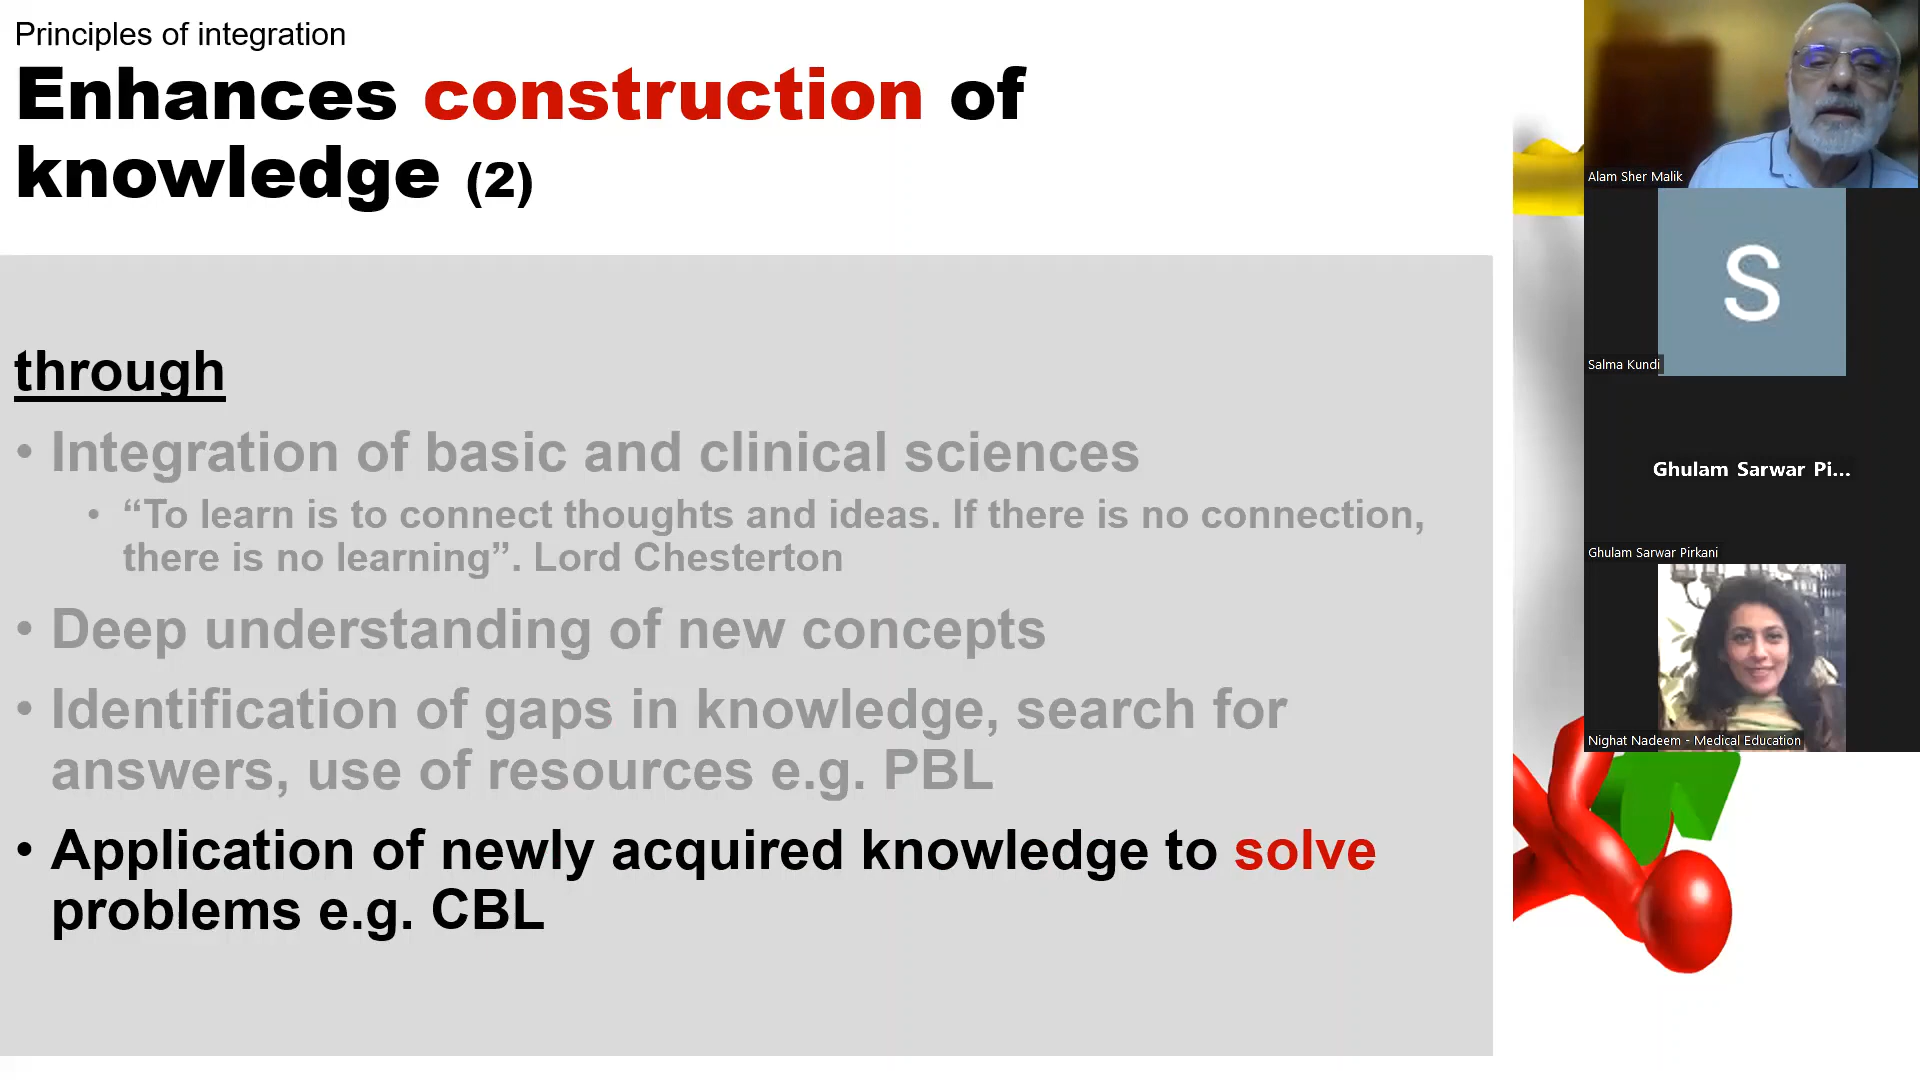 Principles of integration
Enhances construction of
knowledge (2)
through
• Integration of basic and clinical sciences
• “To learn is to connect thoughts and ideas. If there is no connection,
there is no learning”. Lord Chesterton
• Deep understanding of new concepts
• Identification of gaps in knowledge, search for
answers, use of resources e.g. PBL
• Application of newly acquired knowledge to solve
problems e.g. CBL
Alam Sher Malik
S
Salma Kundi
Ghulam Sarwar Pi...
Ghulam Sarwar Pirkani
Nighat Nadeem - Medical Education